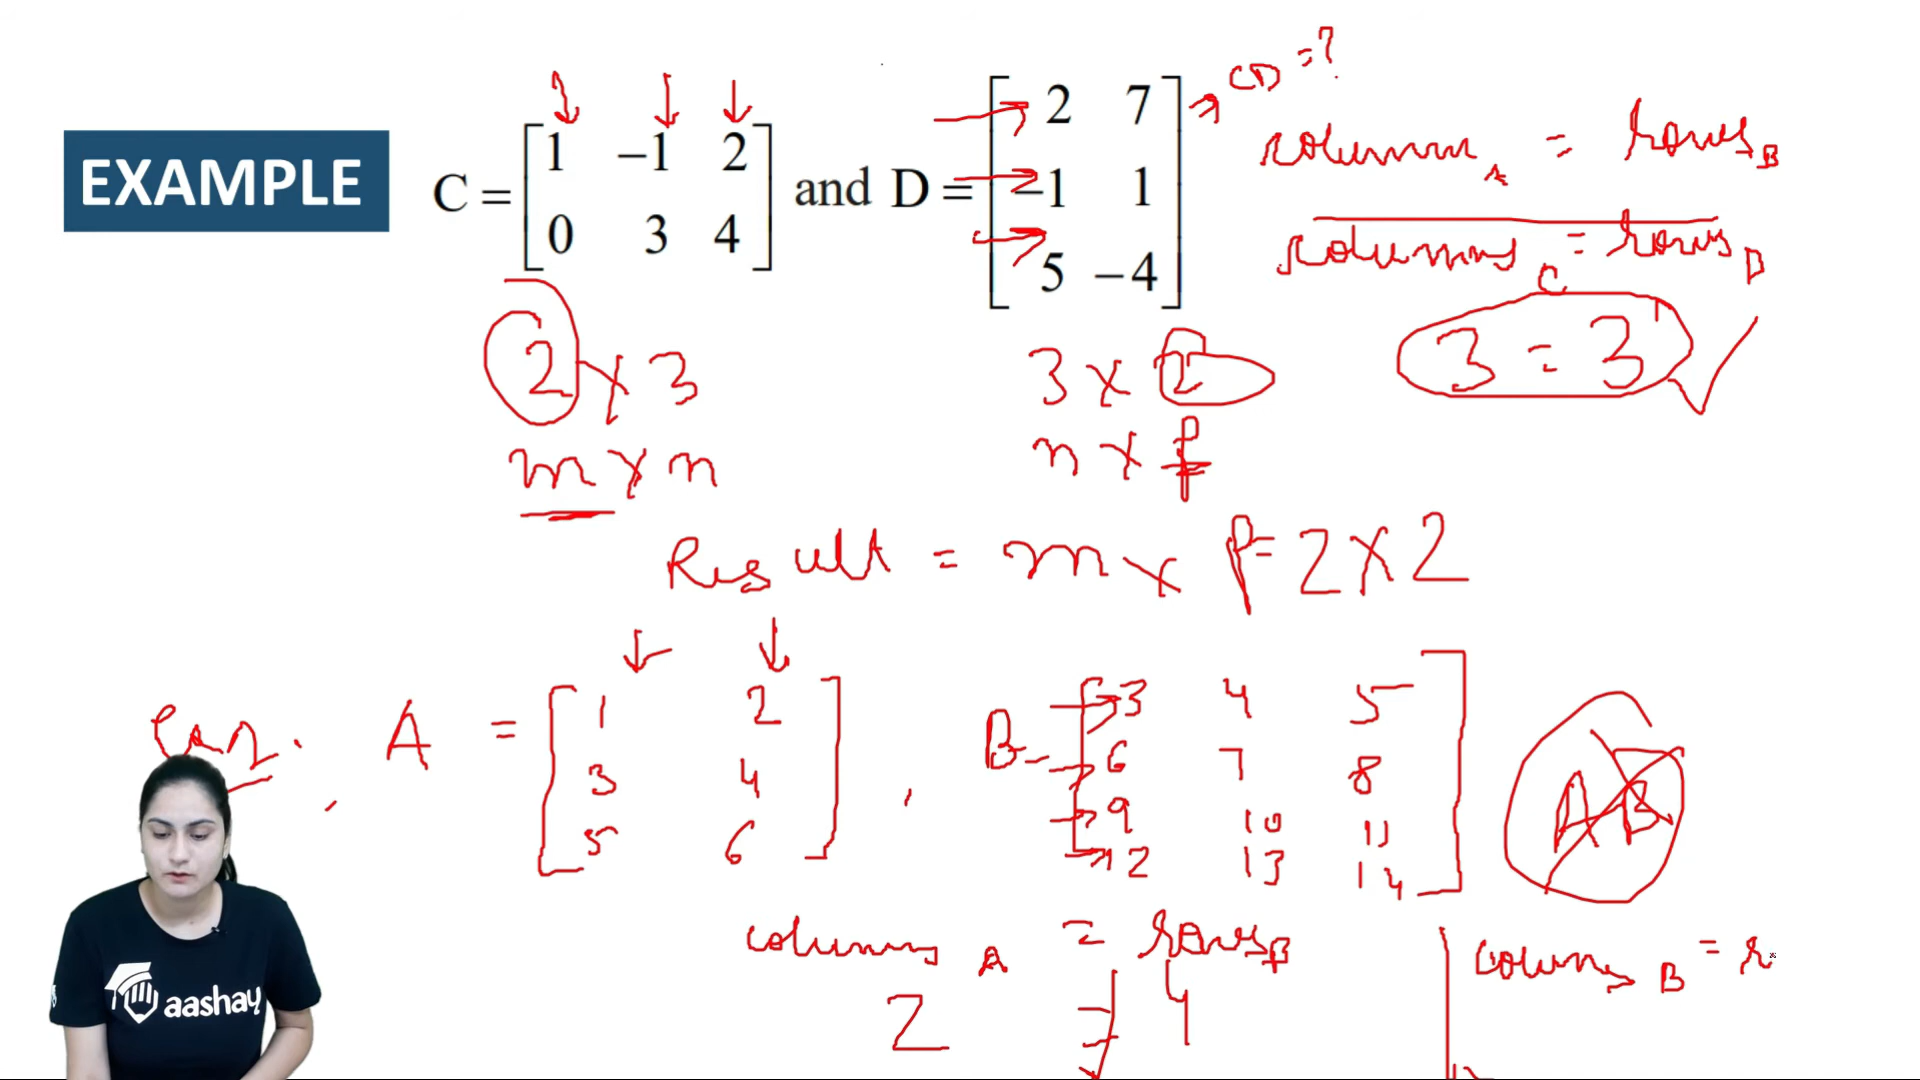 CD = ?
EXAMPLE
C = [ 1 −1 2 ] and D = [ 2 7 ]
[ 0 3 4 ] [ −1 1 ]
[ 5 −4 ]
column A = rows B
columns C = rows D
3 = 3
2 × 3
3 × 2
m × n
n × p
Result = m × p = 2 × 2
A = [ 1 2 ] , B = [ 3 4 5 ]
[ 3 4 ] [ 6 7 8 ]
[ 5 6 ] [ 9 10 11 ]
[ 12 13 14 ]
AB
columns A = rows B
2 ≠ 4
columns B = r
aashay